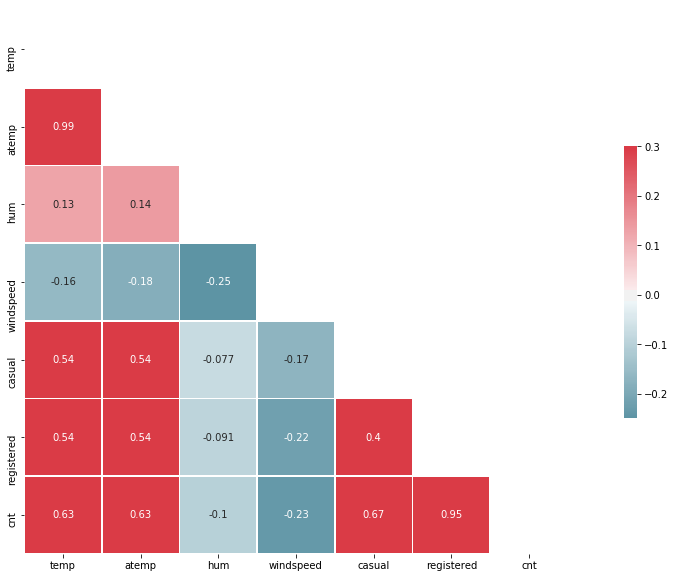 temp
atemp 0.99
hum 0.13 0.14
windspeed -0.16 -0.18 -0.25
casual 0.54 0.54 -0.077 -0.17
registered 0.54 0.54 -0.091 -0.22 0.4
cnt 0.63 0.63 -0.1 -0.23 0.67 0.95
temp atemp hum windspeed casual registered cnt
0.3
0.2
0.1
0.0
−0.1
−0.2